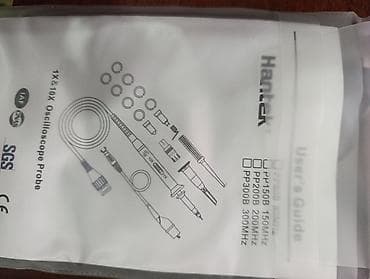 User's Guide
Hantek
PP150B 150MHz
PP200B 200MHz
PP300B 300MHz
1X&10X Oscilloscope Probe
SGS
CE